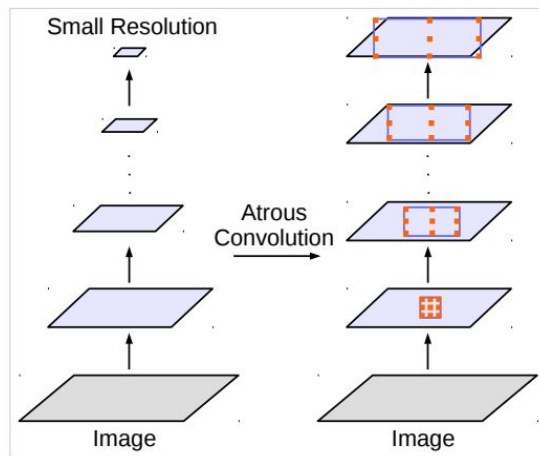 Small Resolution
Atrous
Convolution
Image
Image